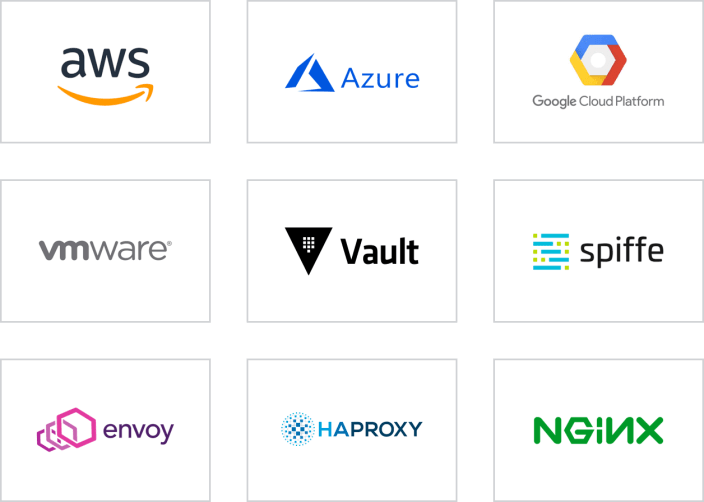 aws
Azure
Google Cloud Platform
vmware®
Vault
spiffe
envoy
HAPROXY
NGiNX